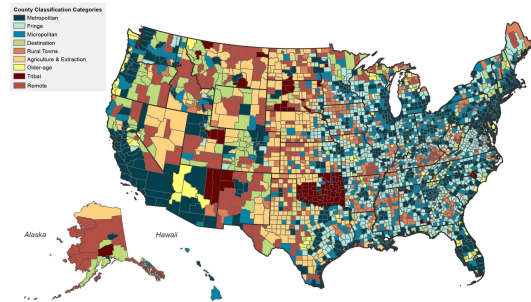 County Classification Categories
Metropolitan
Fringe
Micropolitan
Destination
Rural Towns
Agriculture & Extraction
Older-age
Tribal
Remote
Alaska
Hawaii